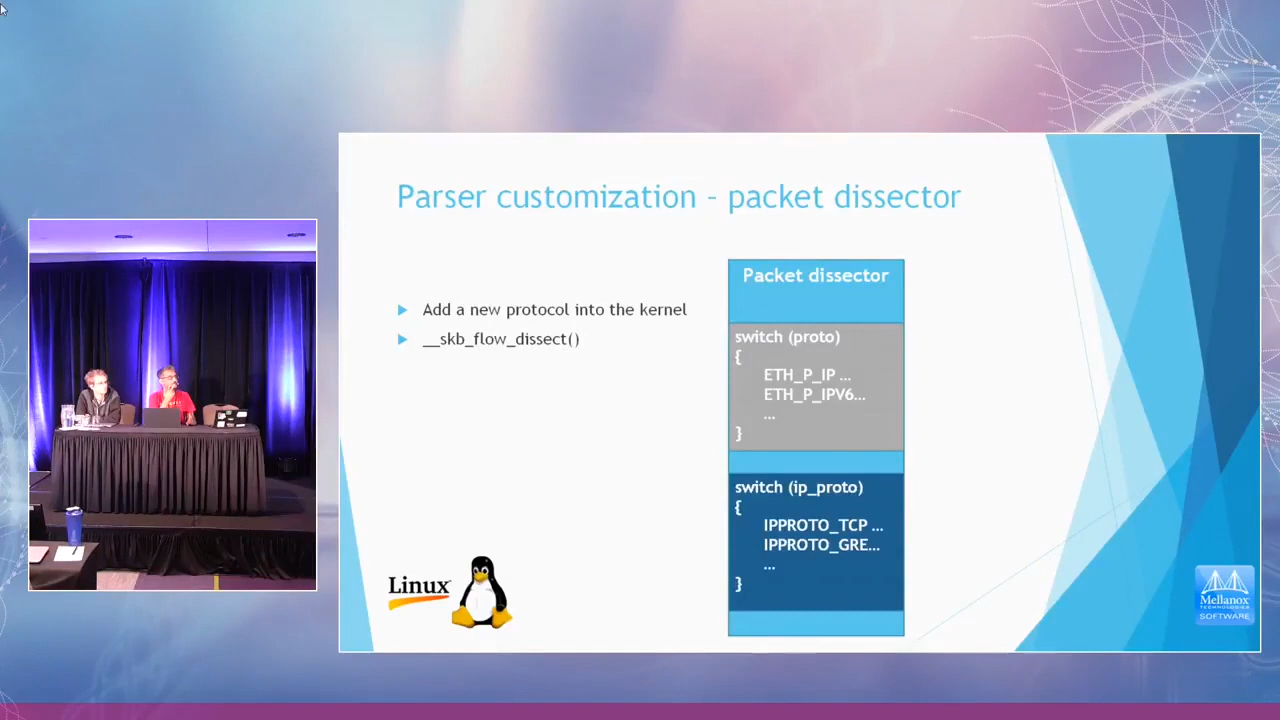 Parser customization – packet dissector
Add a new protocol into the kernel
__skb_flow_dissect()
Packet dissector
switch (proto)
{
ETH_P_IP ...
ETH_P_IPV6...
...
}
switch (ip_proto)
{
IPPROTO_TCP ...
IPPROTO_GRE...
...
}
Linux
Mellanox
TECHNOLOGIES
SOFTWARE